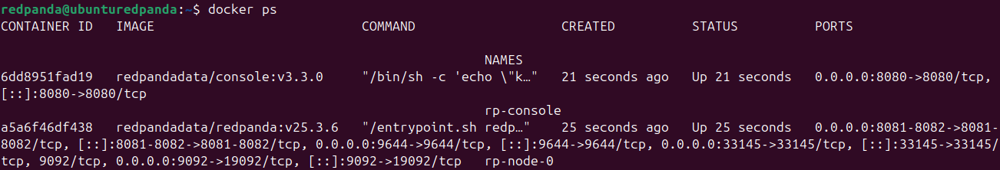 redpanda@ubunturedpanda:~$ docker ps
CONTAINER ID   IMAGE                           COMMAND                   CREATED          STATUS          PORTS
NAMES
6dd8951fad19   redpandadata/console:v3.3.0     "/bin/sh -c 'echo \"k…"   21 seconds ago   Up 21 seconds   0.0.0.0:8080->8080/tcp,
[::]:8080->8080/tcp
rp-console
a5a6f46df438   redpandadata/redpanda:v25.3.6   "/entrypoint.sh redp…"    25 seconds ago   Up 25 seconds   0.0.0.0:8081-8082->8081-
8082/tcp, [::]:8081-8082->8081-8082/tcp, 0.0.0.0:9644->9644/tcp, [::]:9644->9644/tcp, 0.0.0.0:33145->33145/tcp, [::]:33145->33145/
tcp, 9092/tcp, 0.0.0.0:9092->19092/tcp, [::]:9092->19092/tcp   rp-node-0